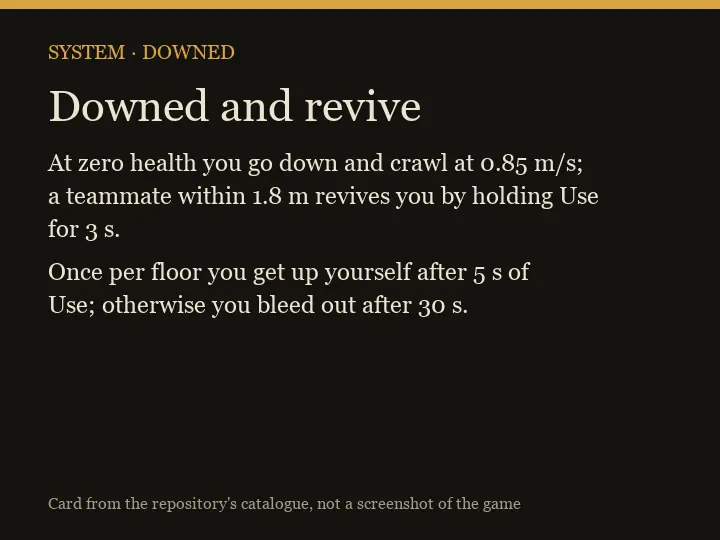 SYSTEM · DOWNED
Downed and revive
At zero health you go down and crawl at 0.85 m/s;
a teammate within 1.8 m revives you by holding Use
for 3 s.
Once per floor you get up yourself after 5 s of
Use; otherwise you bleed out after 30 s.
Card from the repository's catalogue, not a screenshot of the game